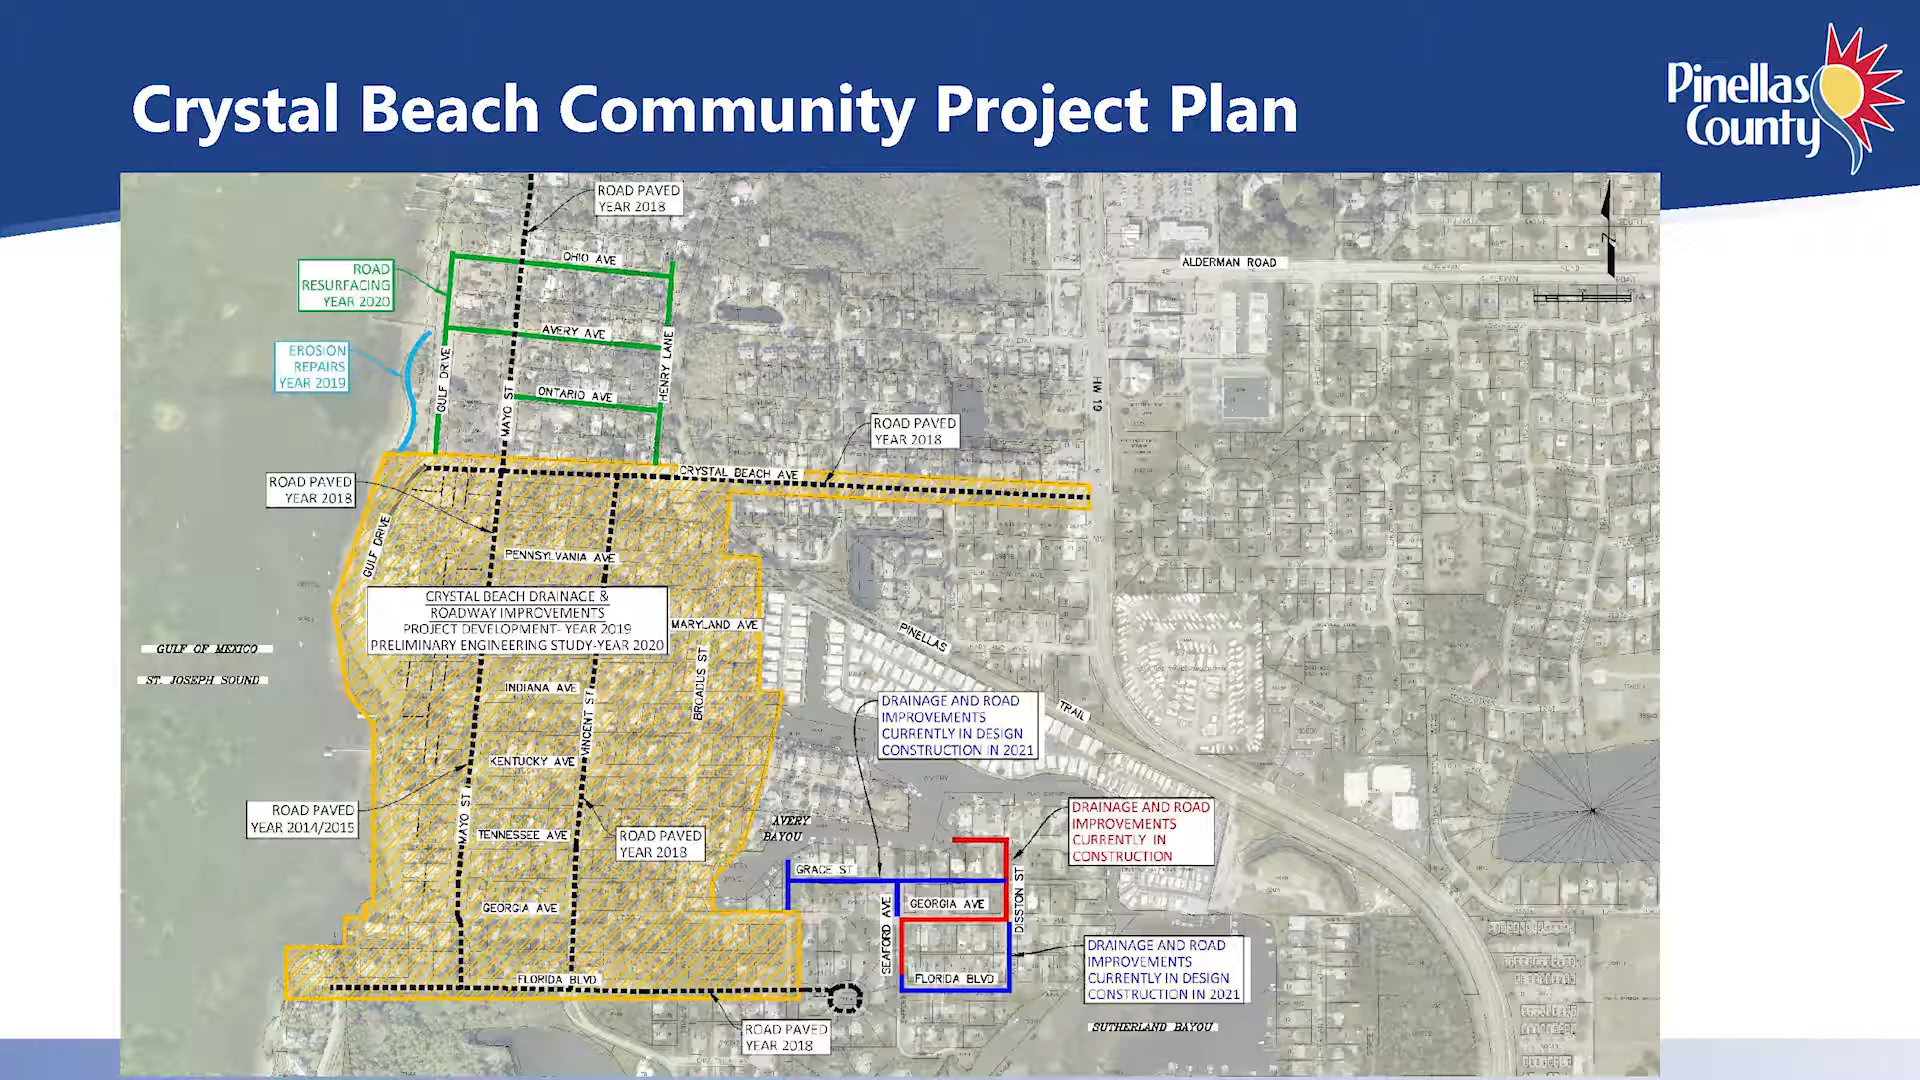 Crystal Beach Community Project Plan
Pinellas
County
ROAD PAVED
YEAR 2018
OHIO AVE
ALDERMAN ROAD
ROAD
RESURFACING
YEAR 2020
AVERY AVE
EROSION
REPAIRS
YEAR 2019
GULF DRIVE
MAYO ST
ONTARIO AVE
HENRY LANE
HW 19
ROAD PAVED
YEAR 2018
CRYSTAL BEACH AVE
ROAD PAVED
YEAR 2018
GULF DRIVE
PENNSYLVANIA AVE
CRYSTAL BEACH DRAINAGE &
ROADWAY IMPROVEMENTS
PROJECT DEVELOPMENT- YEAR 2019
PRELIMINARY ENGINEERING STUDY-YEAR 2020
MARYLAND AVE
PINELLAS
TRAIL
GULF OF MEXICO
ST. JOSEPH SOUND
INDIANA AVE
VINCENT ST
BROADUS ST
DRAINAGE AND ROAD
IMPROVEMENTS
CURRENTLY IN DESIGN
CONSTRUCTION IN 2021
KENTUCKY AVE
ROAD PAVED
YEAR 2014/2015
MAYO ST
TENNESSEE AVE
ROAD PAVED
YEAR 2018
AVERY
BAYOU
DRAINAGE AND ROAD
IMPROVEMENTS
CURRENTLY IN
CONSTRUCTION
GRACE ST
GEORGIA AVE
SEAFORD AVE
GEORGIA AVE
DISSTON ST
DRAINAGE AND ROAD
IMPROVEMENTS
CURRENTLY IN DESIGN
CONSTRUCTION IN 2021
FLORIDA BLVD
FLORIDA BLVD
ROAD PAVED
YEAR 2018
SUTHERLAND BAYOU